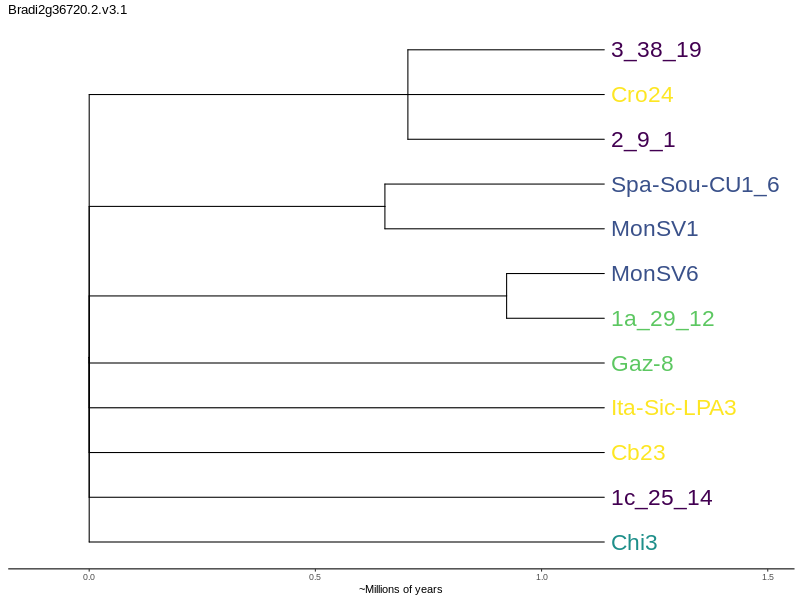 Bradi2g36720.2.v3.1
3_38_19
Cro24
2_9_1
Spa-Sou-CU1_6
MonSV1
MonSV6
1a_29_12
Gaz-8
Ita-Sic-LPA3
Cb23
1c_25_14
Chi3
0.0 0.5 1.0 1.5
~Millions of years